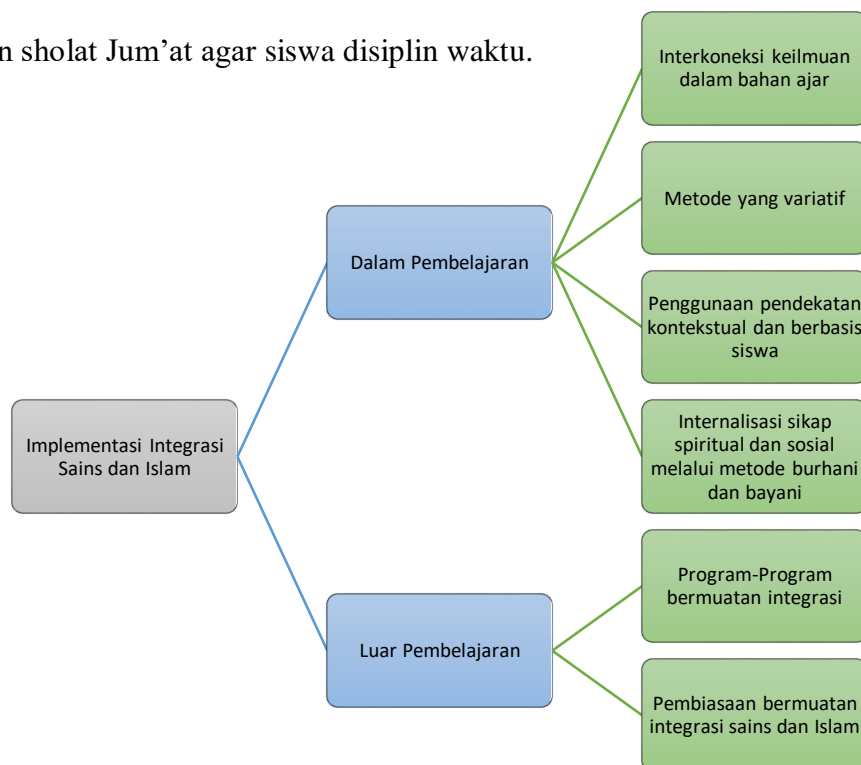 n sholat Jum’at agar siswa disiplin waktu.
Interkoneksi keilmuan
dalam bahan ajar
Metode yang variatif
Dalam Pembelajaran
Penggunaan pendekatan
kontekstual dan berbasis
siswa
Implementasi Integrasi
Sains dan Islam
Internalisasi sikap
spiritual dan sosial
melalui metode burhani
dan bayani
Program-Program
bermuatan integrasi
Luar Pembelajaran
Pembiasaan bermuatan
integrasi sains dan Islam